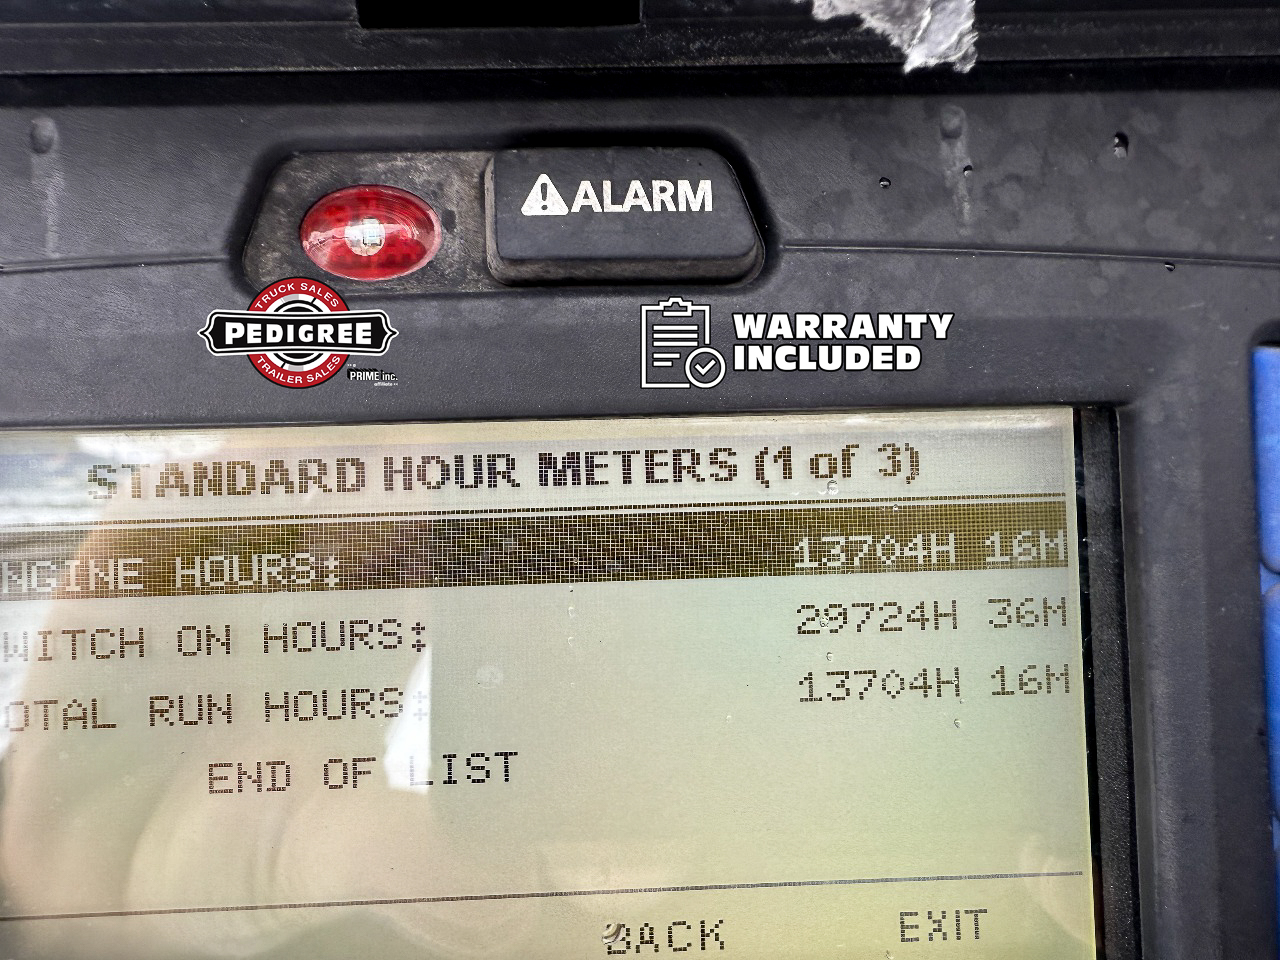 ALARM
TRUCK SALES
PEDIGREE
TRAILER SALES
PRIME inc.
affiliate
WARRANTY
INCLUDED
STANDARD HOUR METERS (1 of 3)
NGINE HOURS: 13704H 16M
WITCH ON HOURS: 29724H 36M
OTAL RUN HOURS: 13704H 16M
END OF LIST
BACK EXIT